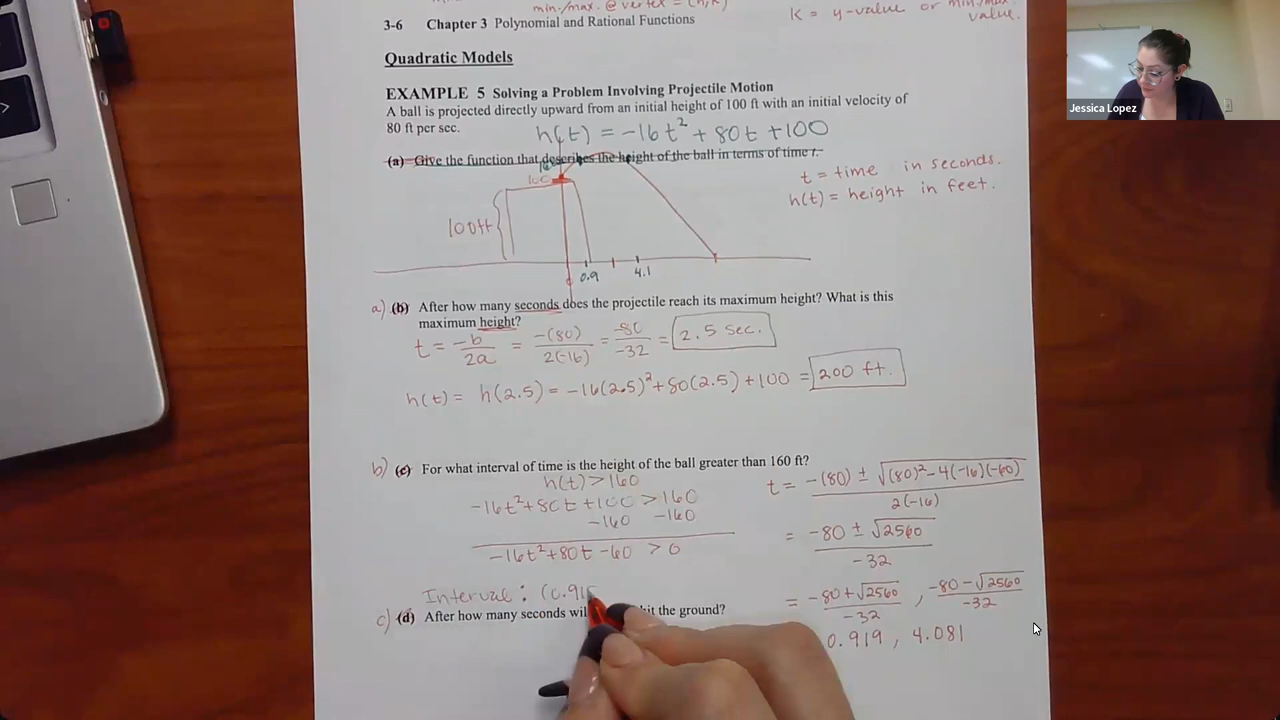 min./max. @ vertex = (h,k)
k = y-value or min/max
value.
3-6 Chapter 3 Polynomial and Rational Functions
Jessica Lopez
Quadratic Models
EXAMPLE 5 Solving a Problem Involving Projectile Motion
A ball is projected directly upward from an initial height of 100 ft with an initial velocity of
80 ft per sec.
h(t) = -16t² + 80t + 100
(a) Give the function that describes the height of the ball in terms of time t.
t = time in seconds.
h(t) = height in feet.
100
100ft
0.9
4.1
a) (b) After how many seconds does the projectile reach its maximum height? What is this
maximum height?
t = -b/2a = -(80)/2(-16) = -80/-32 = 2.5 sec.
h(t) = h(2.5) = -16(2.5)² + 80(2.5) + 100 = 200 ft.
b) (c) For what interval of time is the height of the ball greater than 160 ft?
h(t) > 160
-16t² + 80t + 100 > 160
-160 -160
-16t² + 80t - 60 > 0
t = -(80) ± √(80)² - 4(-16)(-60) / 2(-16)
= -80 ± √2560 / -32
= -80 + √2560 / -32 , -80 - √2560 / -32
0.919 , 4.081
Interval : (0.91
c) (d) After how many seconds wil hit the ground?